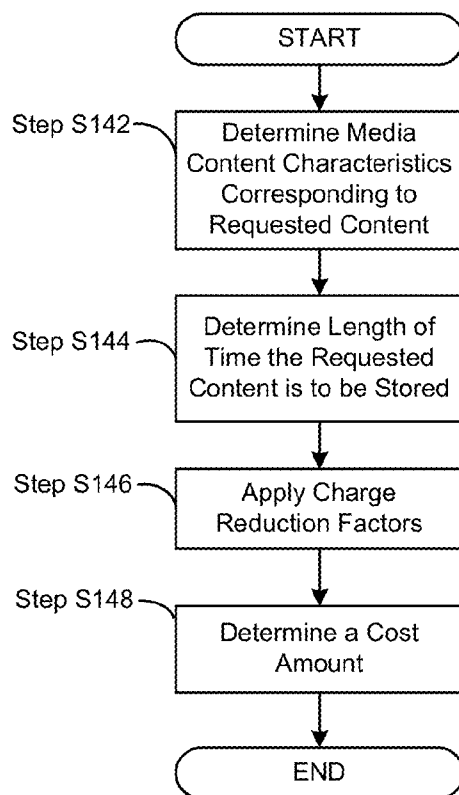 START
Step S142
Determine Media
Content Characteristics
Corresponding to
Requested Content
Step S144
Determine Length of
Time the Requested
Content is to be Stored
Step S146
Apply Charge
Reduction Factors
Step S148
Determine a Cost
Amount
END